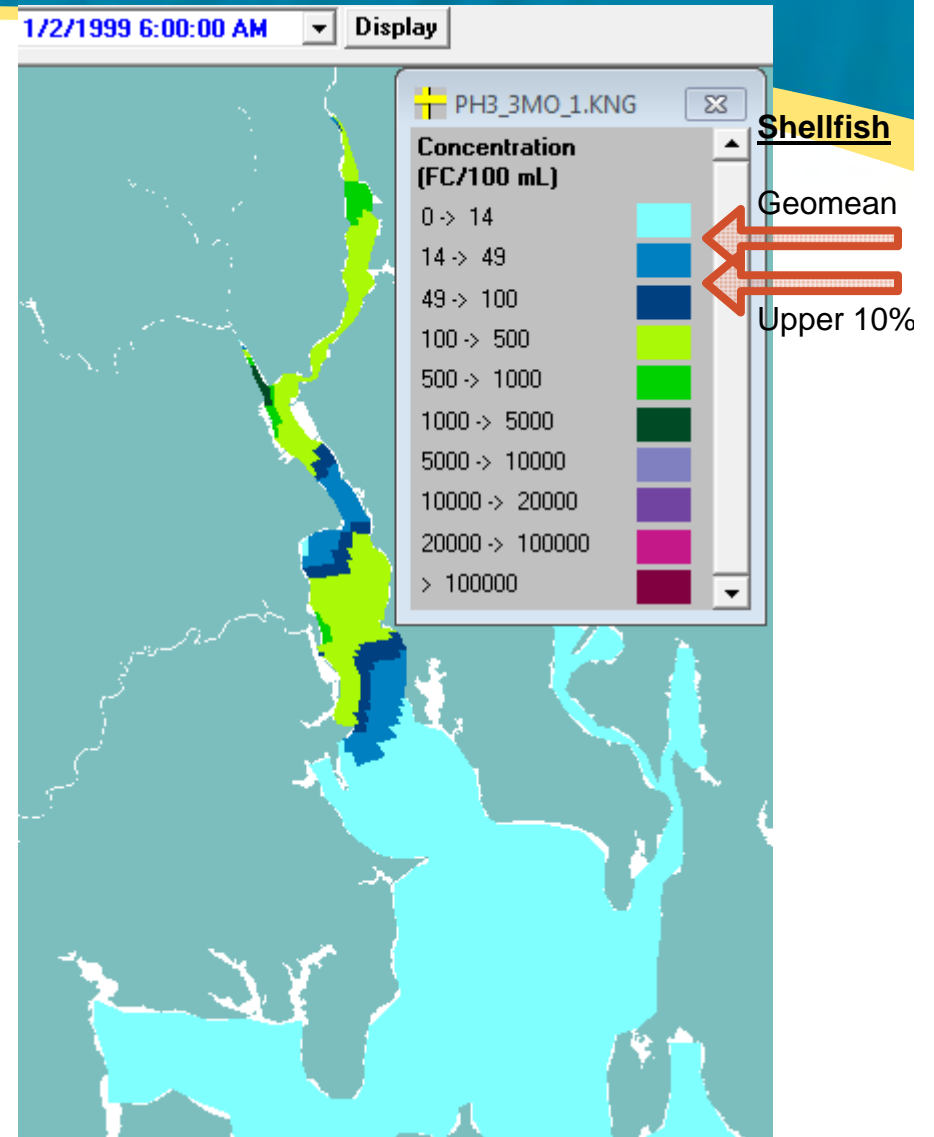 1/2/1999 6:00:00 AM Display
PH3_3MO_1.KNG
Shellfish
Concentration
(FC/100 mL)
Geomean
0 -> 14
14 -> 49
49 -> 100
Upper 10%
100 -> 500
500 -> 1000
1000 -> 5000
5000 -> 10000
10000 -> 20000
20000 -> 100000
> 100000